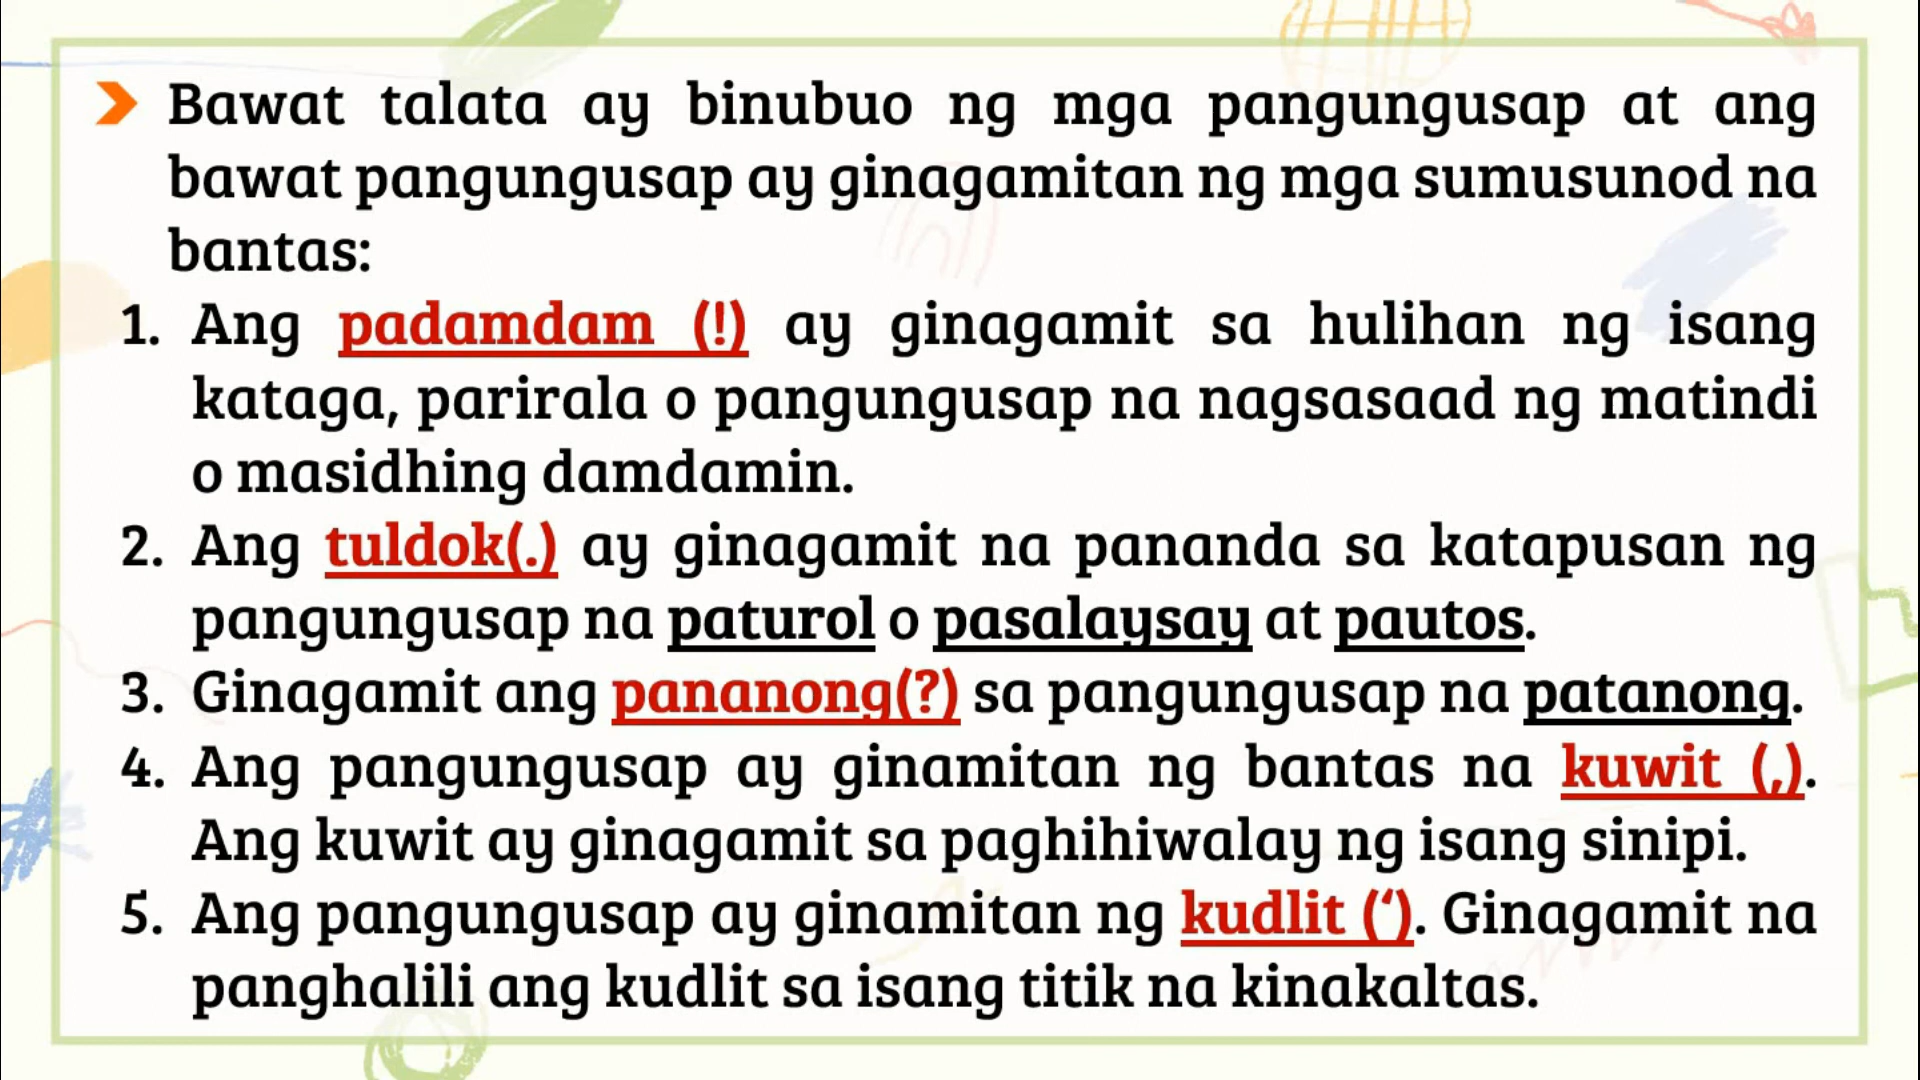 Bawat talata ay binubuo ng mga pangungusap at ang
bawat pangungusap ay ginagamitan ng mga sumusunod na
bantas:
1. Ang padamdam (!) ay ginagamit sa hulihan ng isang
kataga, parirala o pangungusap na nagsasaad ng matindi
o masidhing damdamin.
2. Ang tuldok(.) ay ginagamit na pananda sa katapusan ng
pangungusap na paturol o pasalaysay at pautos.
3. Ginagamit ang pananong(?) sa pangungusap na patanong.
4. Ang pangungusap ay ginamitan ng bantas na kuwit (,).
Ang kuwit ay ginagamit sa paghihiwalay ng isang sinipi.
5. Ang pangungusap ay ginamitan ng kudlit (‘). Ginagamit na
panghalili ang kudlit sa isang titik na kinakaltas.